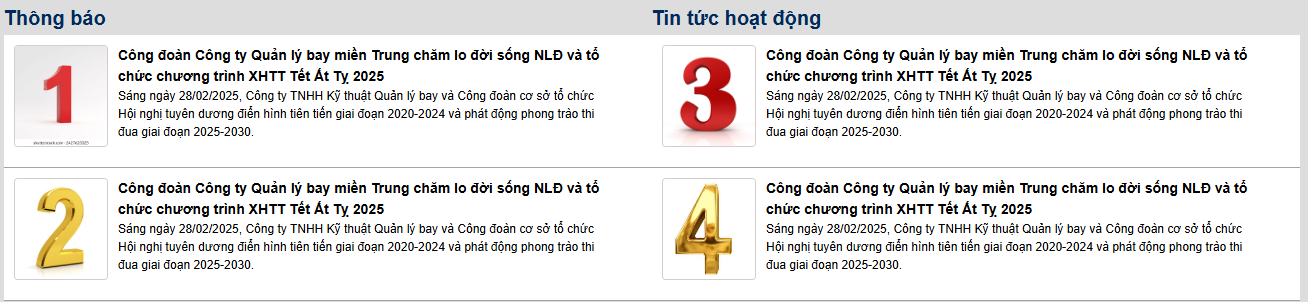 Thông báo
1
Công đoàn Công ty Quản lý bay miền Trung chăm lo đời sống NLĐ và tổ
chức chương trình XHTT Tết Ất Tỵ 2025
Sáng ngày 28/02/2025, Công ty TNHH Kỹ thuật Quản lý bay và Công đoàn cơ sở tổ chức
Hội nghị tuyên dương điển hình tiên tiến giai đoạn 2020-2024 và phát động phong trào thi
đua giai đoạn 2025-2030.
2
Công đoàn Công ty Quản lý bay miền Trung chăm lo đời sống NLĐ và tổ
chức chương trình XHTT Tết Ất Tỵ 2025
Sáng ngày 28/02/2025, Công ty TNHH Kỹ thuật Quản lý bay và Công đoàn cơ sở tổ chức
Hội nghị tuyên dương điển hình tiên tiến giai đoạn 2020-2024 và phát động phong trào thi
đua giai đoạn 2025-2030.
Tin tức hoạt động
3
Công đoàn Công ty Quản lý bay miền Trung chăm lo đời sống NLĐ và tổ
chức chương trình XHTT Tết Ất Tỵ 2025
Sáng ngày 28/02/2025, Công ty TNHH Kỹ thuật Quản lý bay và Công đoàn cơ sở tổ chức
Hội nghị tuyên dương điển hình tiên tiến giai đoạn 2020-2024 và phát động phong trào thi
đua giai đoạn 2025-2030.
4
Công đoàn Công ty Quản lý bay miền Trung chăm lo đời sống NLĐ và tổ
chức chương trình XHTT Tết Ất Tỵ 2025
Sáng ngày 28/02/2025, Công ty TNHH Kỹ thuật Quản lý bay và Công đoàn cơ sở tổ chức
Hội nghị tuyên dương điển hình tiên tiến giai đoạn 2020-2024 và phát động phong trào thi
đua giai đoạn 2025-2030.